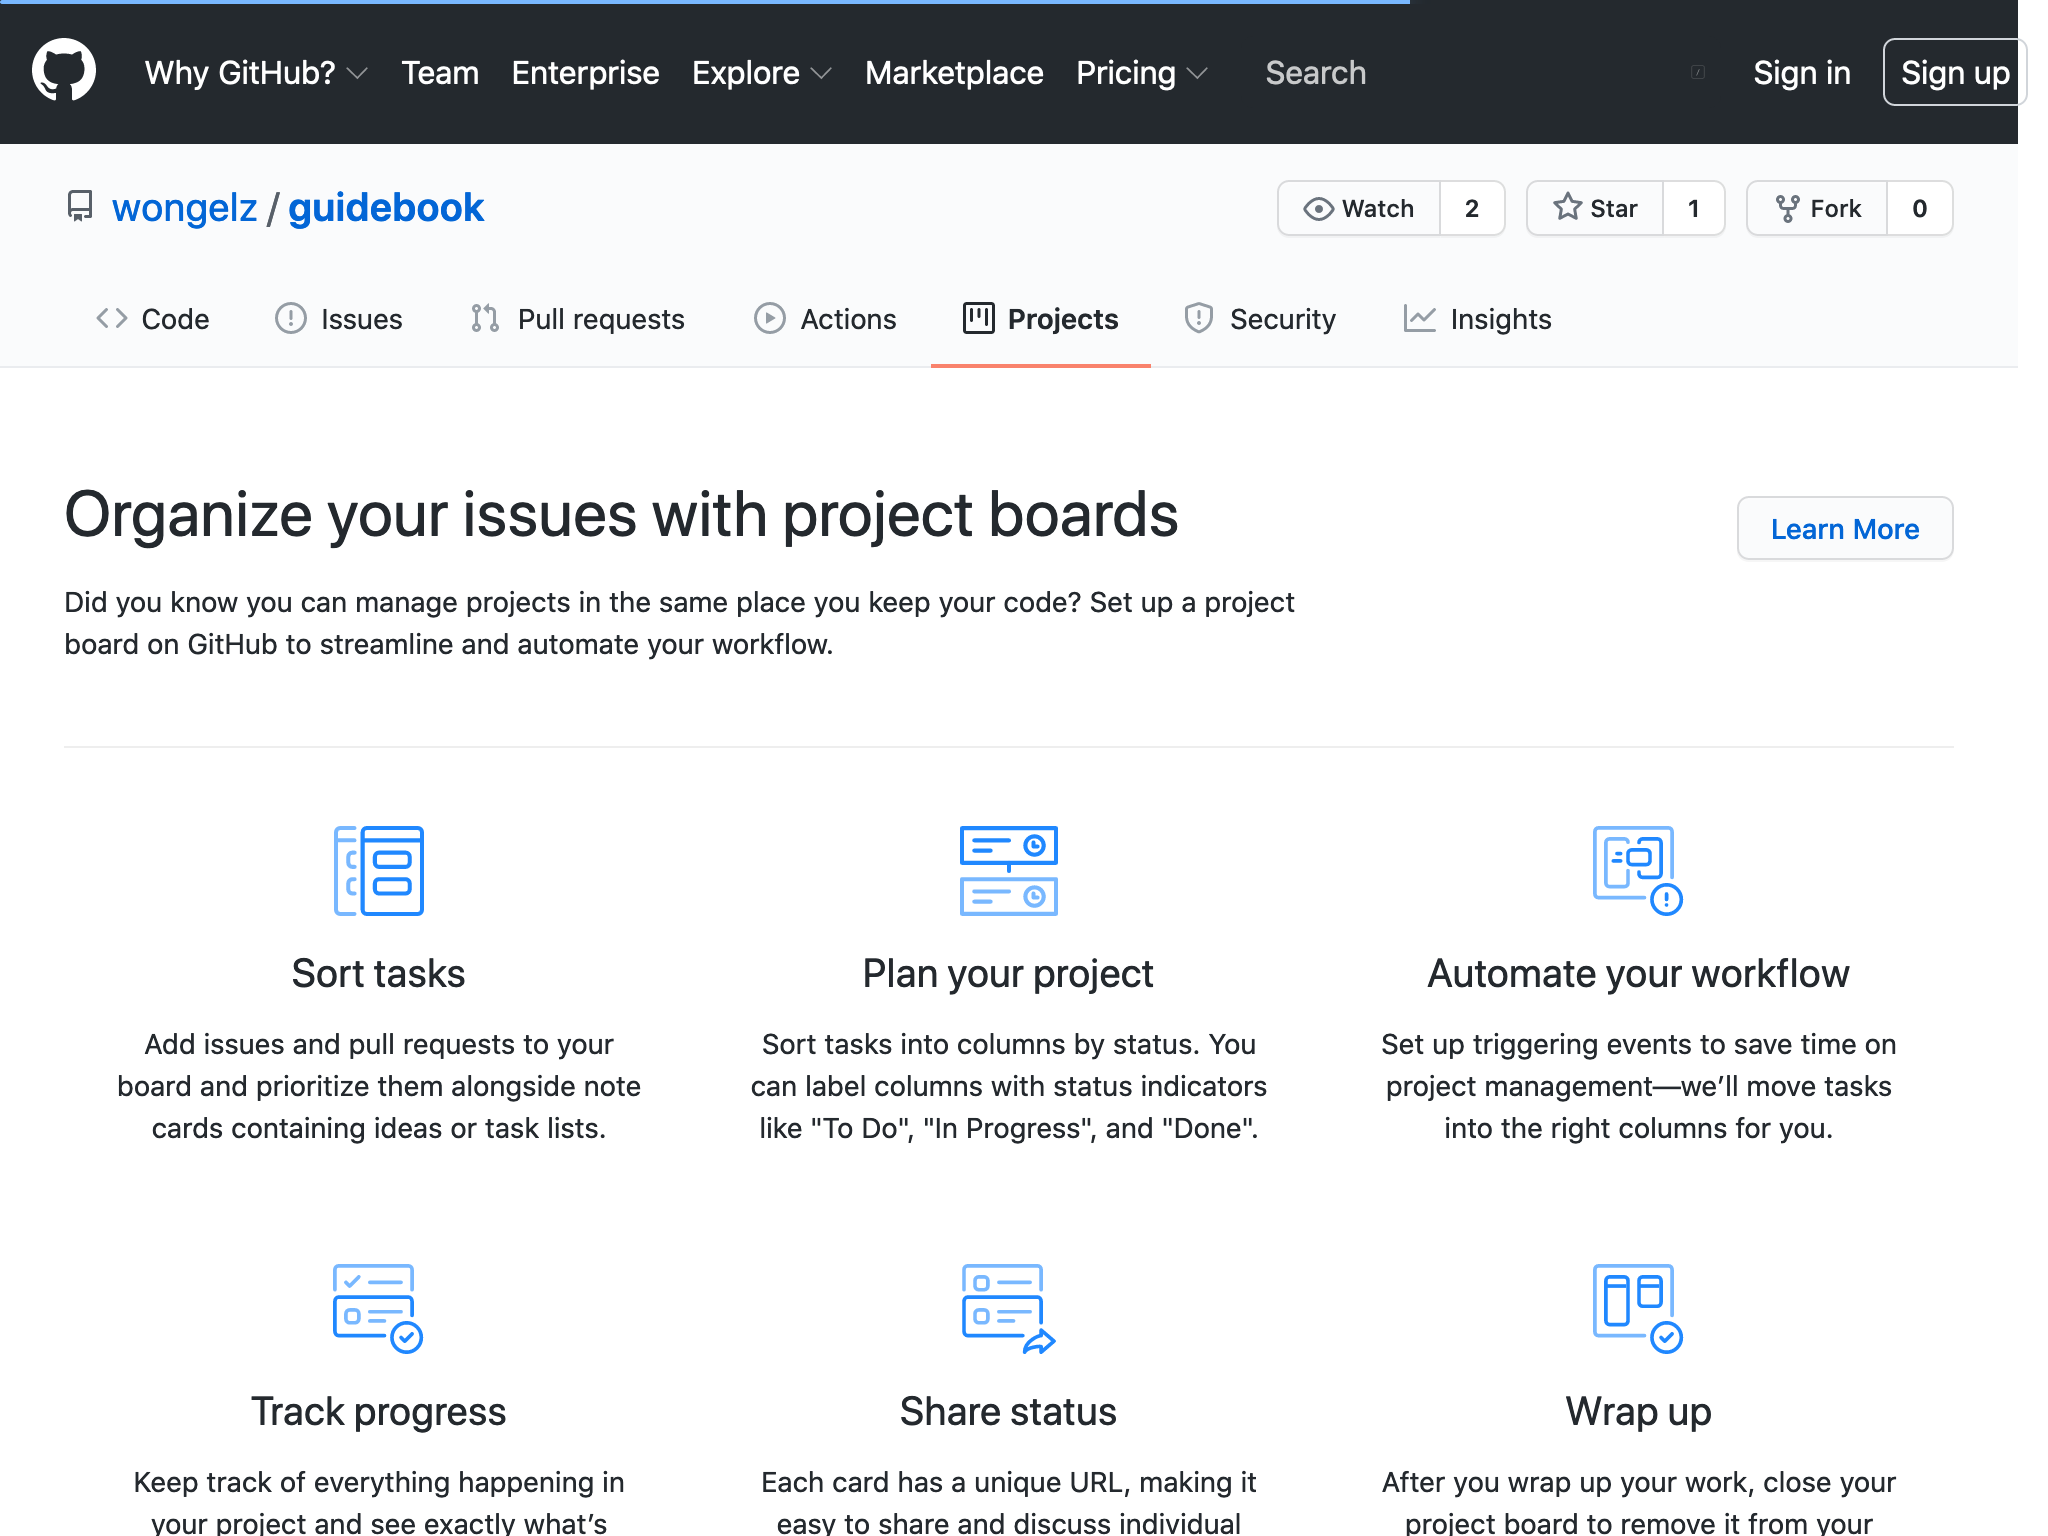 Why GitHub? Team Enterprise Explore Marketplace Pricing Search / Sign in Sign up
wongelz / guidebook Watch 2 Star 1 Fork 0
Code Issues Pull requests Actions Projects Security Insights
Organize your issues with project boards
Learn More
Did you know you can manage projects in the same place you keep your code? Set up a project
board on GitHub to streamline and automate your workflow.
Sort tasks
Add issues and pull requests to your
board and prioritize them alongside note
cards containing ideas or task lists.
Plan your project
Sort tasks into columns by status. You
can label columns with status indicators
like "To Do", "In Progress", and "Done".
Automate your workflow
Set up triggering events to save time on
project management—we’ll move tasks
into the right columns for you.
Track progress
Keep track of everything happening in
your project and see exactly what’s
Share status
Each card has a unique URL, making it
easy to share and discuss individual
Wrap up
After you wrap up your work, close your
project board to remove it from your